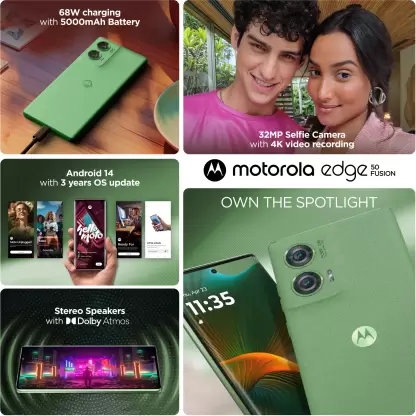 68W charging
with 5000mAh Battery
32MP Selfie Camera
with 4K video recording
Android 14
with 3 years OS update
hello
moto
motorola edge 50
FUSION
OWN THE SPOTLIGHT
Stereo Speakers
with Dolby Atmos
11:35